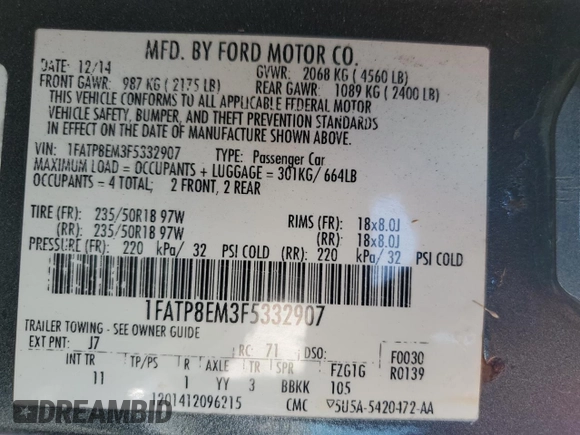 MFD. BY FORD MOTOR CO.
DATE: 12/14 GVWR: 2068 KG ( 4560 LB)
FRONT GAWR: 987 KG ( 2175 LB) REAR GAWR: 1089 KG ( 2400 LB)
THIS VEHICLE CONFORMS TO ALL APPLICABLE FEDERAL MOTOR
VEHICLE SAFETY, BUMPER, AND THEFT PREVENTION STANDARDS
IN EFFECT ON THE DATE OF MANUFACTURE SHOWN ABOVE.
VIN: 1FATP8EM3F5332907 TYPE: Passenger Car
MAXIMUM LOAD = OCCUPANTS + LUGGAGE = 301KG/ 664LB
OCCUPANTS = 4 TOTAL; 2 FRONT, 2 REAR
TIRE (FR): 235/50R18 97W RIMS (FR): 18x8.0J
(RR): 235/50R18 97W (RR): 18x8.0J
PRESSURE (FR): 220 kPa/ 32 PSI COLD (RR): 220 kPa/ 32 PSI COLD
1FATP8EM3F5332907
TRAILER TOWING - SEE OWNER GUIDE
EXT PNT: J7 RC: 71 DSO: F0030
INT TR TP/PS R AXLE TR SPR FZG1G R0139
11 1 YY 3 BBKK 105
1201412096215 CMC ▽5U5A-5420472-AA
AUTOHELPERBOT